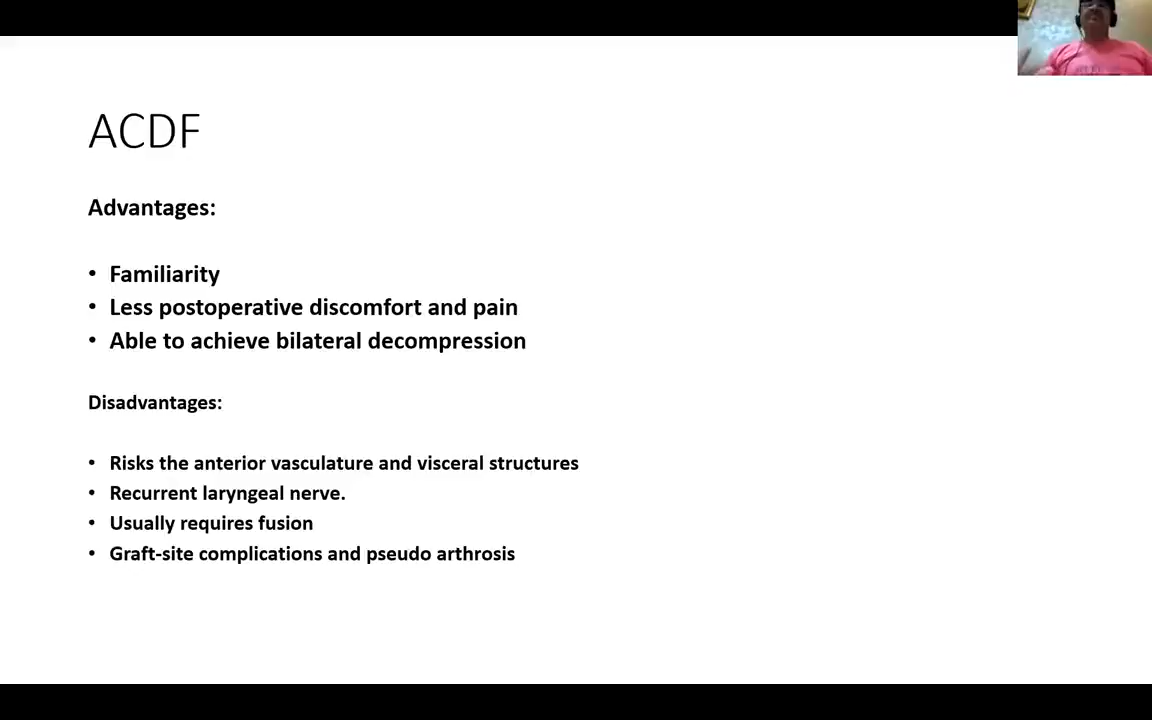 ACDF
Advantages:
• Familiarity
• Less postoperative discomfort and pain
• Able to achieve bilateral decompression
Disadvantages:
• Risks the anterior vasculature and visceral structures
• Recurrent laryngeal nerve.
• Usually requires fusion
• Graft-site complications and pseudo arthrosis